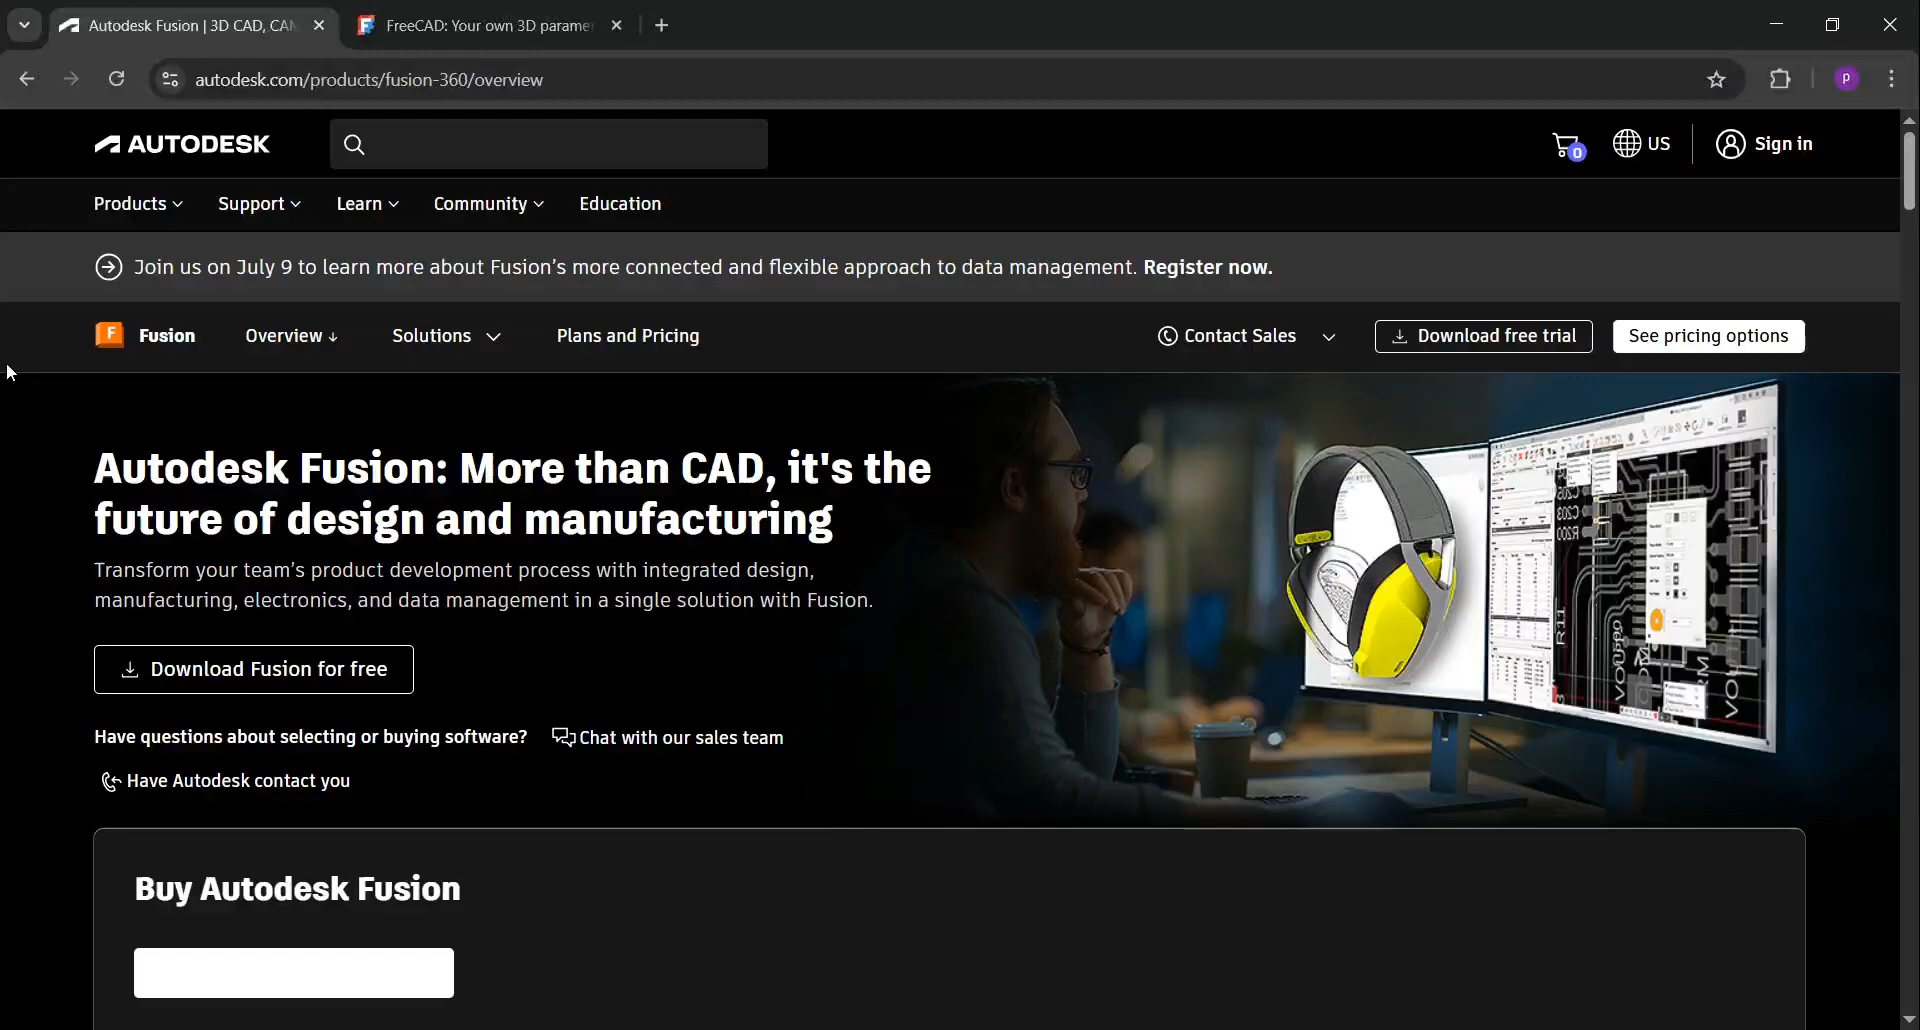 Autodesk Fusion | 3D CAD, CAN
FreeCAD: Your own 3D parame
autodesk.com/products/fusion-360/overview
P
AUTODESK
0
US
Sign in
Products
Support
Learn
Community
Education
Join us on July 9 to learn more about Fusion's more connected and flexible approach to data management. Register now.
F
Fusion
Overview ↓
Solutions
Plans and Pricing
Contact Sales
Download free trial
See pricing options
Autodesk Fusion: More than CAD, it's the
future of design and manufacturing
Transform your team's product development process with integrated design,
manufacturing, electronics, and data management in a single solution with Fusion.
Download Fusion for free
Have questions about selecting or buying software?
Chat with our sales team
Have Autodesk contact you
Buy Autodesk Fusion